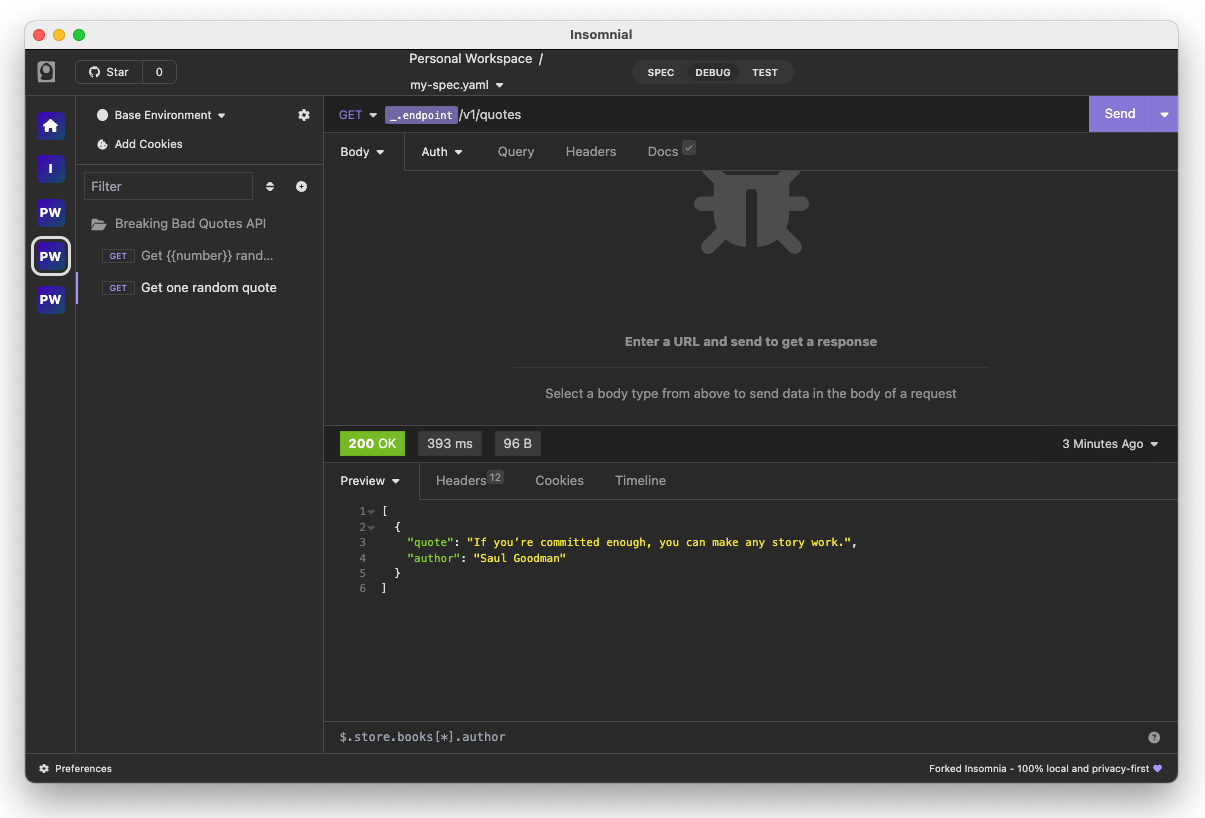 Insomnial
Star 0
Personal Workspace /
my-spec.yaml
SPEC DEBUG TEST
I
PW
PW
PW
Base Environment
Add Cookies
Filter
Breaking Bad Quotes API
GET Get {{number}} rand...
GET Get one random quote
GET _.endpoint/v1/quotes
Send
Body Auth Query Headers Docs
Enter a URL and send to get a response
Select a body type from above to send data in the body of a request
200 OK 393 ms 96 B 3 Minutes Ago
Preview Headers 12 Cookies Timeline
1 [
2 {
3 "quote": "If you’re committed enough, you can make any story work.",
4 "author": "Saul Goodman"
5 }
6 ]
$.store.books[*].author ?
Preferences
Forked Insomnia - 100% local and privacy-first 💜